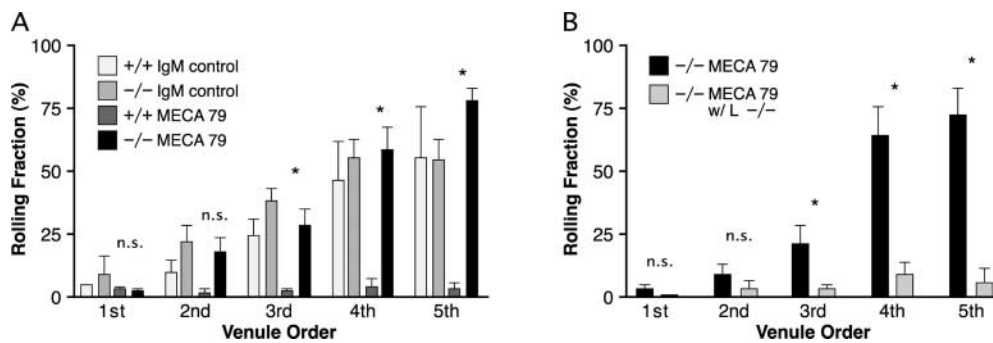 A
100
75
50
25
0
Rolling Fraction (%)
+/+ IgM control
−/− IgM control
+/+ MECA 79
−/− MECA 79
n.s.
n.s.
*
*
*
1st 2nd 3rd 4th 5th
Venule Order
B
100
75
50
25
0
Rolling Fraction (%)
−/− MECA 79
−/− MECA 79
w/ L −/−
n.s.
n.s.
*
*
*
1st 2nd 3rd 4th 5th
Venule Order